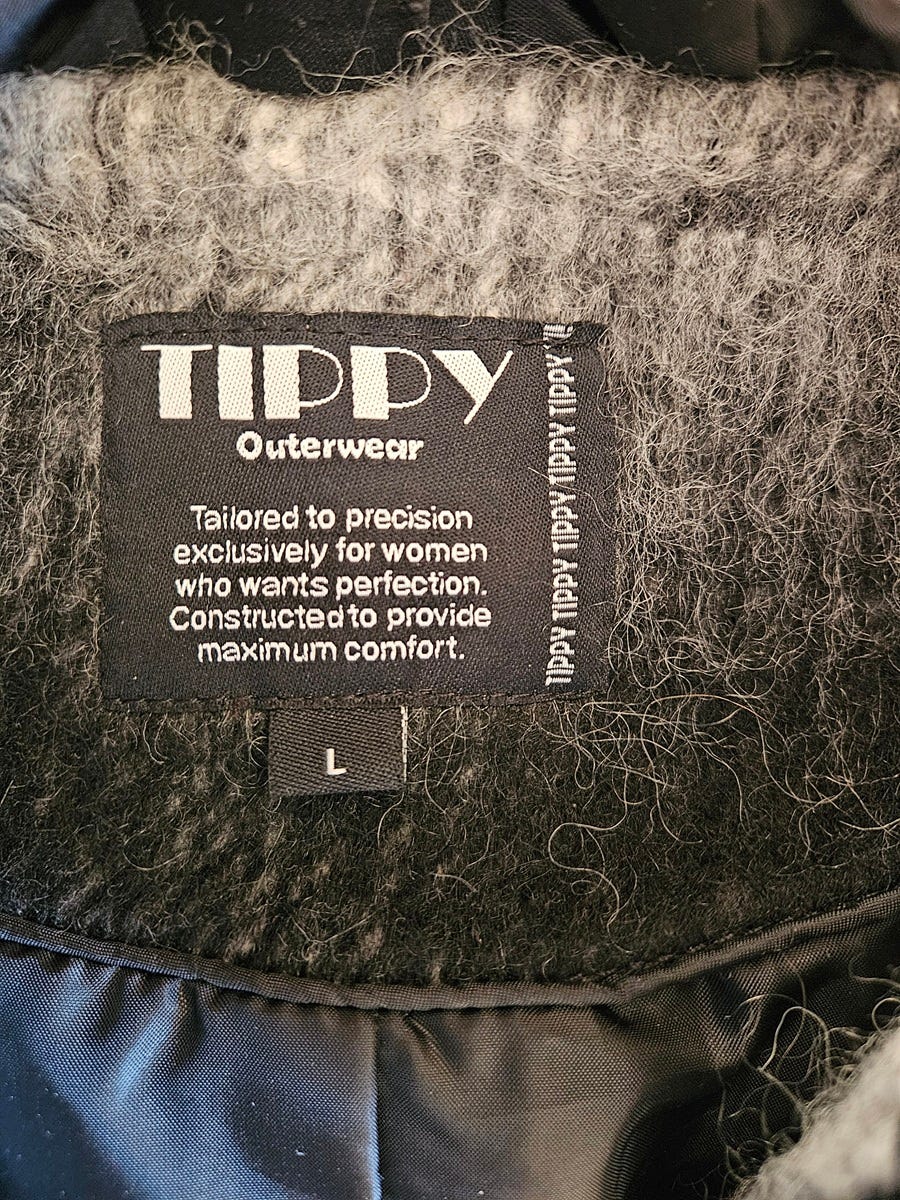 TIPPY
Outerwear
Tailored to precision
exclusively for women
who wants perfection.
Constructed to provide
maximum comfort.
TIPPY TIPPY TIPPY TIPPY TIPPY
L